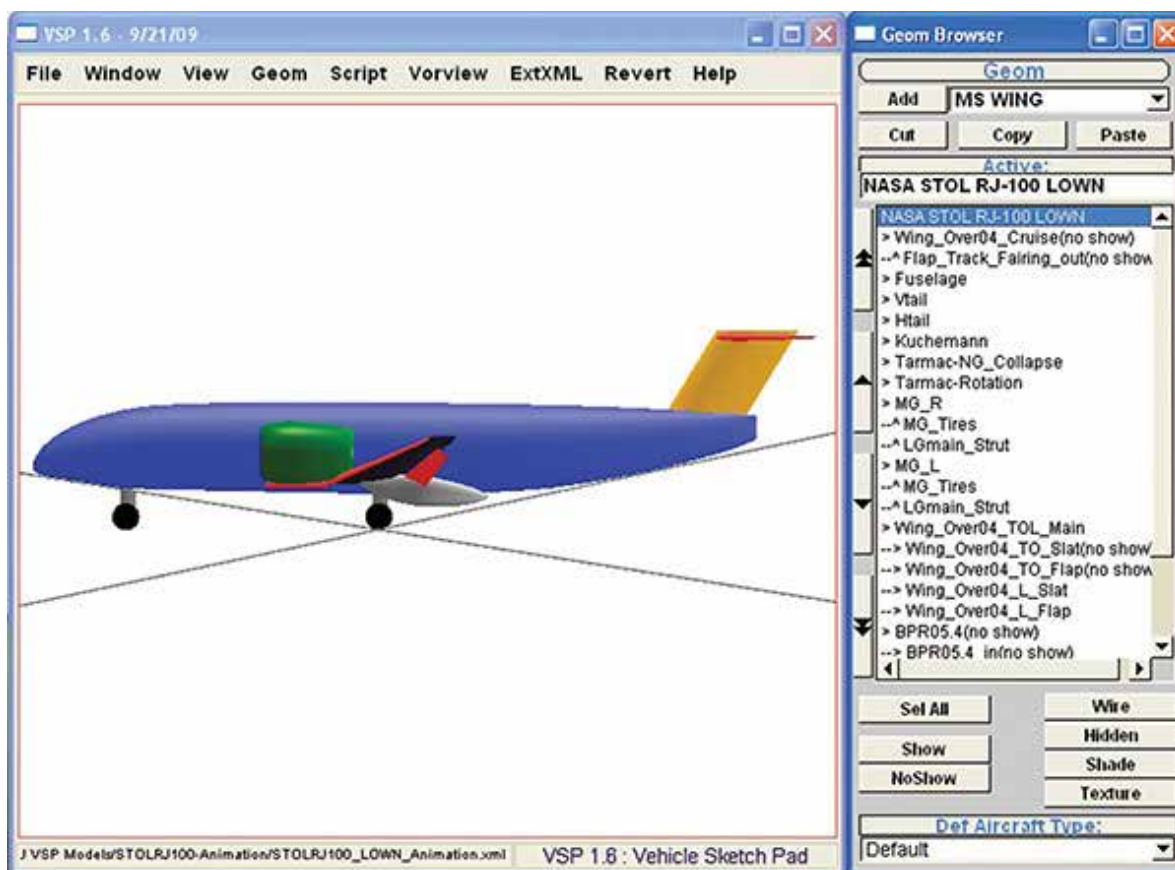 VSP 1.6 - 9/21/09
File Window View Geom Script Vorview ExtXML Revert Help
J VSP Models/STOLRJ100-Animation/STOLRJ100_LOWN_Animation.xml
VSP 1.6 : Vehicle Sketch Pad
Geom Browser
Geom
Add MS WING
Cut Copy Paste
Active:
NASA STOL RJ-100 LOWN
NASA STOL RJ-100 LOWN
> Wing_Over04_Cruise(no show)
--^ Flap_Track_Fairing_out(no show
> Fuselage
> Vtail
> Htail
> Kuchemann
> Tarmac-NG_Collapse
> Tarmac-Rotation
> MG_R
--^ MG_Tires
--^ LGmain_Strut
> MG_L
--^ MG_Tires
--^ LGmain_Strut
> Wing_Over04_TOL_Main
--> Wing_Over04_TO_Slat(no show)
--> Wing_Over04_TO_Flap(no show
--> Wing_Over04_L_Slat
--> Wing_Over04_L_Flap
> BPR05.4(no show)
--> BPR05.4_in(no show)
Sel All
Show
NoShow
Wire
Hidden
Shade
Texture
Def Aircraft Type:
Default